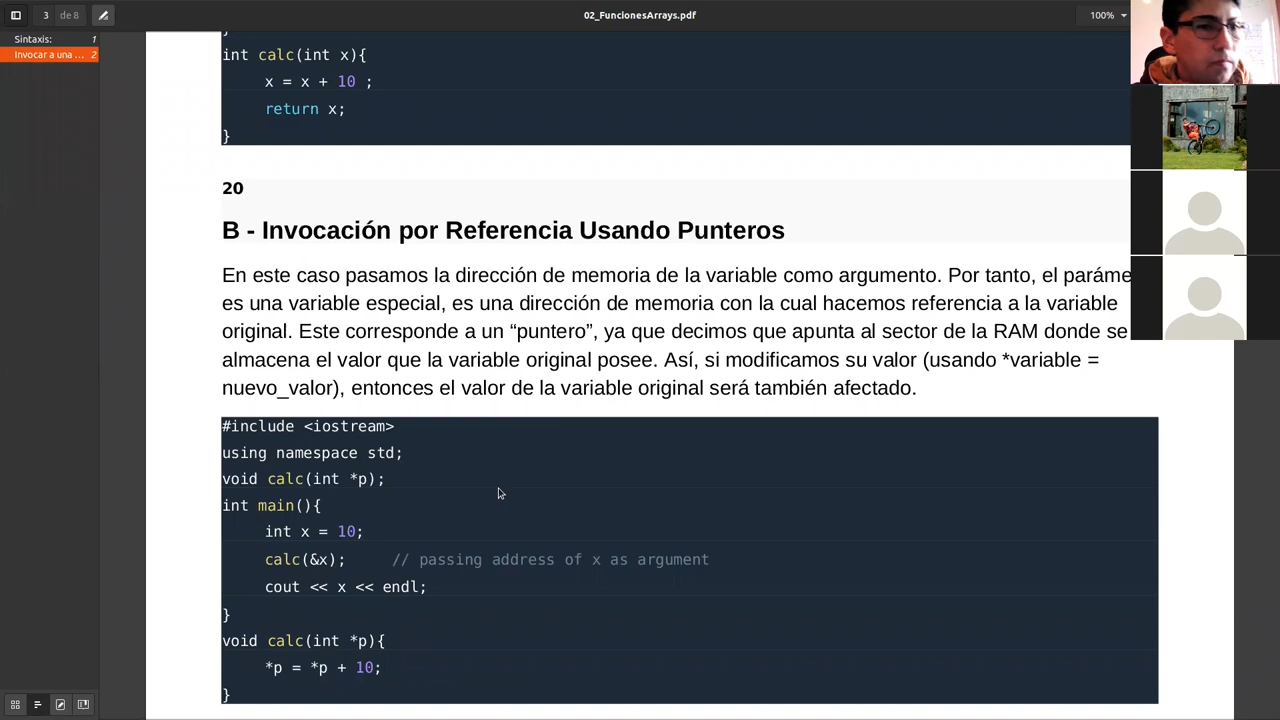 3 de 8
02_FuncionesArrays.pdf
100%
Sintaxis: 1
Invocar a una ... 2
int calc(int x){
x = x + 10 ;
return x;
}
20
B - Invocación por Referencia Usando Punteros
En este caso pasamos la dirección de memoria de la variable como argumento. Por tanto, el paráme
es una variable especial, es una dirección de memoria con la cual hacemos referencia a la variable
original. Este corresponde a un “puntero”, ya que decimos que apunta al sector de la RAM donde se
almacena el valor que la variable original posee. Así, si modificamos su valor (usando *variable =
nuevo_valor), entonces el valor de la variable original será también afectado.
#include <iostream>
using namespace std;
void calc(int *p);
int main(){
int x = 10;
calc(&x); // passing address of x as argument
cout << x << endl;
}
void calc(int *p){
*p = *p + 10;
}